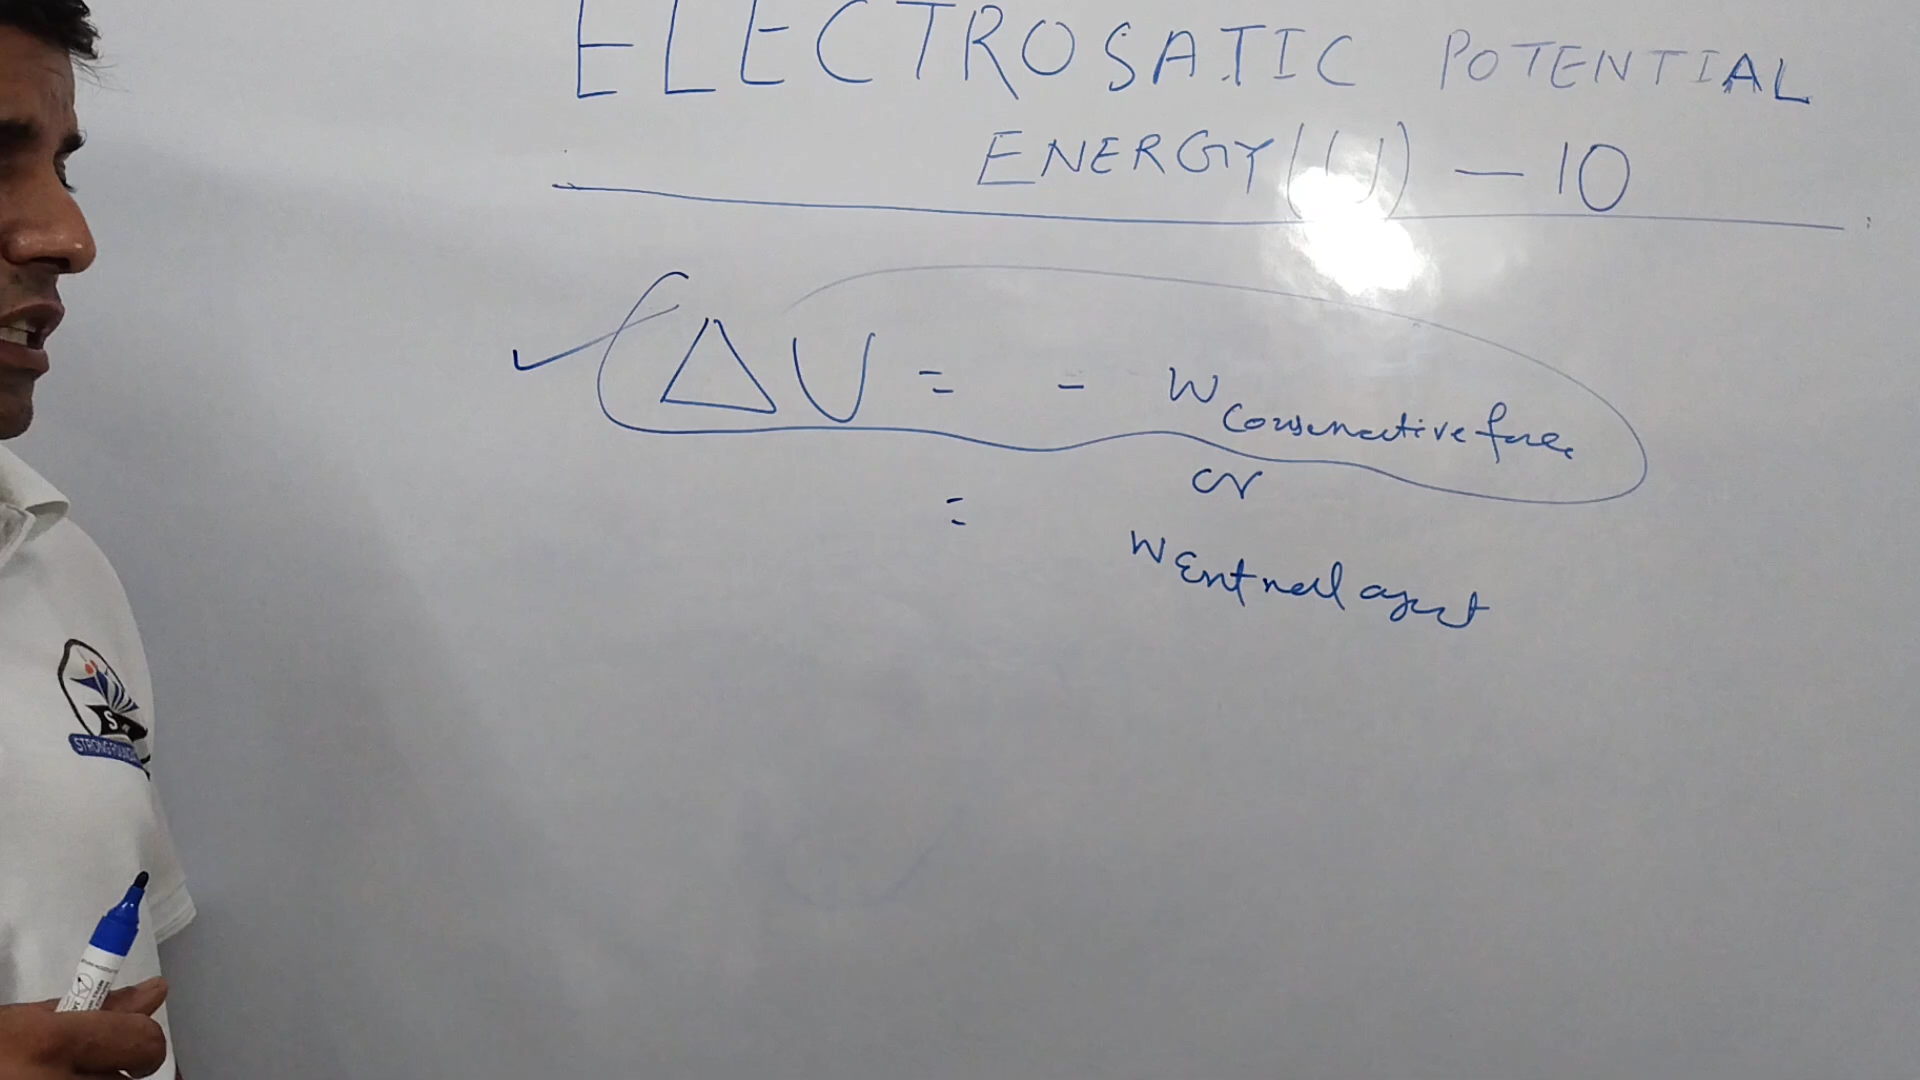 ELECTROSATIC POTENTIAL
ENERGY (U) - 10
ΔU = - W conservative force
or
= W External agent
S